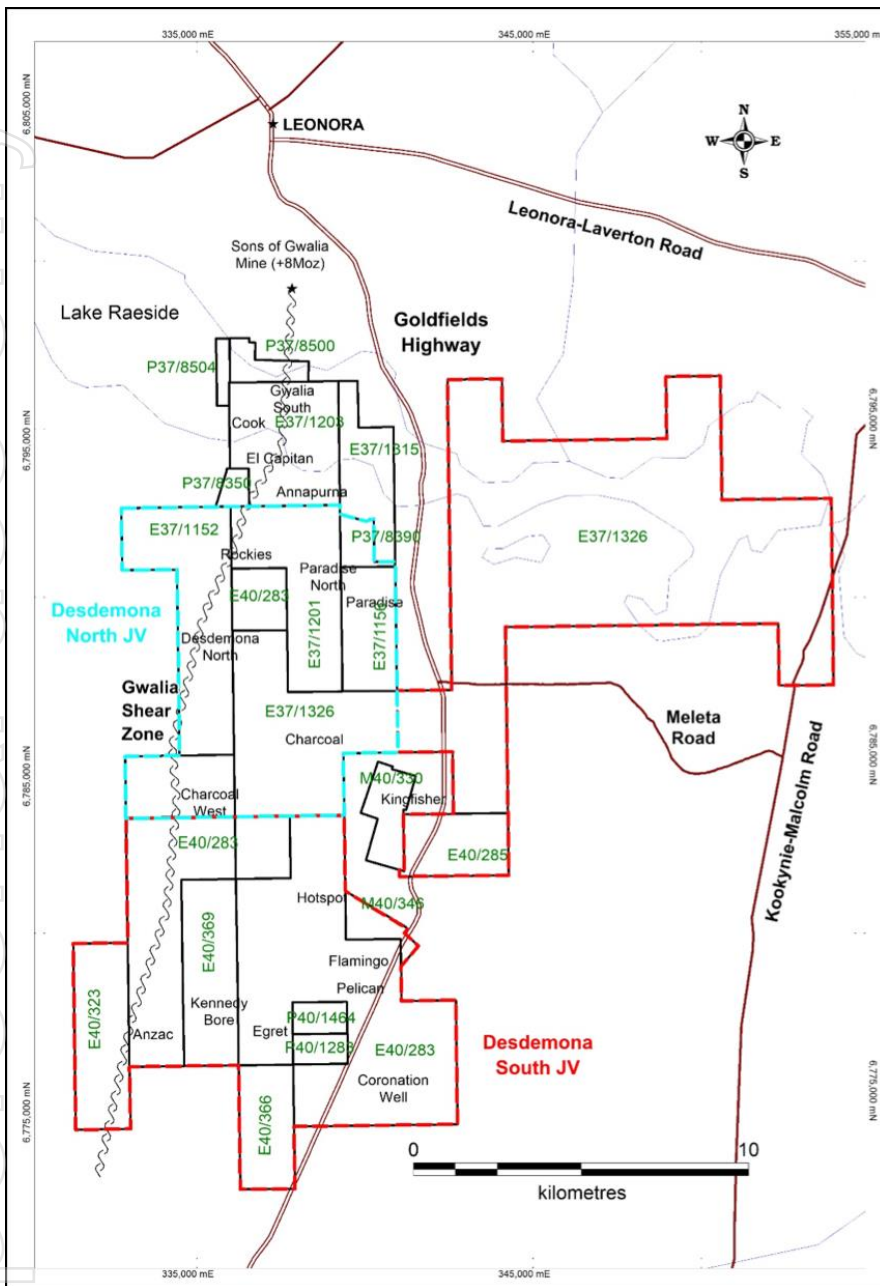 335,000 mE
345,000 mE
355,000 m
6,805,000 mN
LEONORA
N
W
E
S
Leonora-Laverton Road
Sons of Gwalia
Mine (+8Moz)
Lake Raeside
Goldfields
Highway
P37/8500
P37/8504
Gwalia
South
E37/1203
Cook
6,795,000 mN
6,795,000 mN
E37/1315
El Capitan
P37/8350
Annapurna
E37/1152
P37/8390
E37/1326
Rockies
Paradise
North
E40/283
Paradise
Desdemona
North JV
E37/1201
E37/1156
Desdemona
North
Gwalia
Shear
Zone
E37/1326
Meleta
Road
Charcoal
6,785,000 mN
6,785,000 mN
M40/330
Kingfisher
Charcoal
West
Kookynie-Malcolm Road
E40/283
E40/285
Hotspo
M40/346
E40/369
Flamingo
Pelican
Kennedy
Bore
E40/323
Anzac
Egret
P40/1464
P40/1283
E40/283
Desdemona
South JV
Coronation
Well
6,775,000 mN
6,775,000 mN
E40/366
0
10
kilometres
335,000 mE
345,000 mE